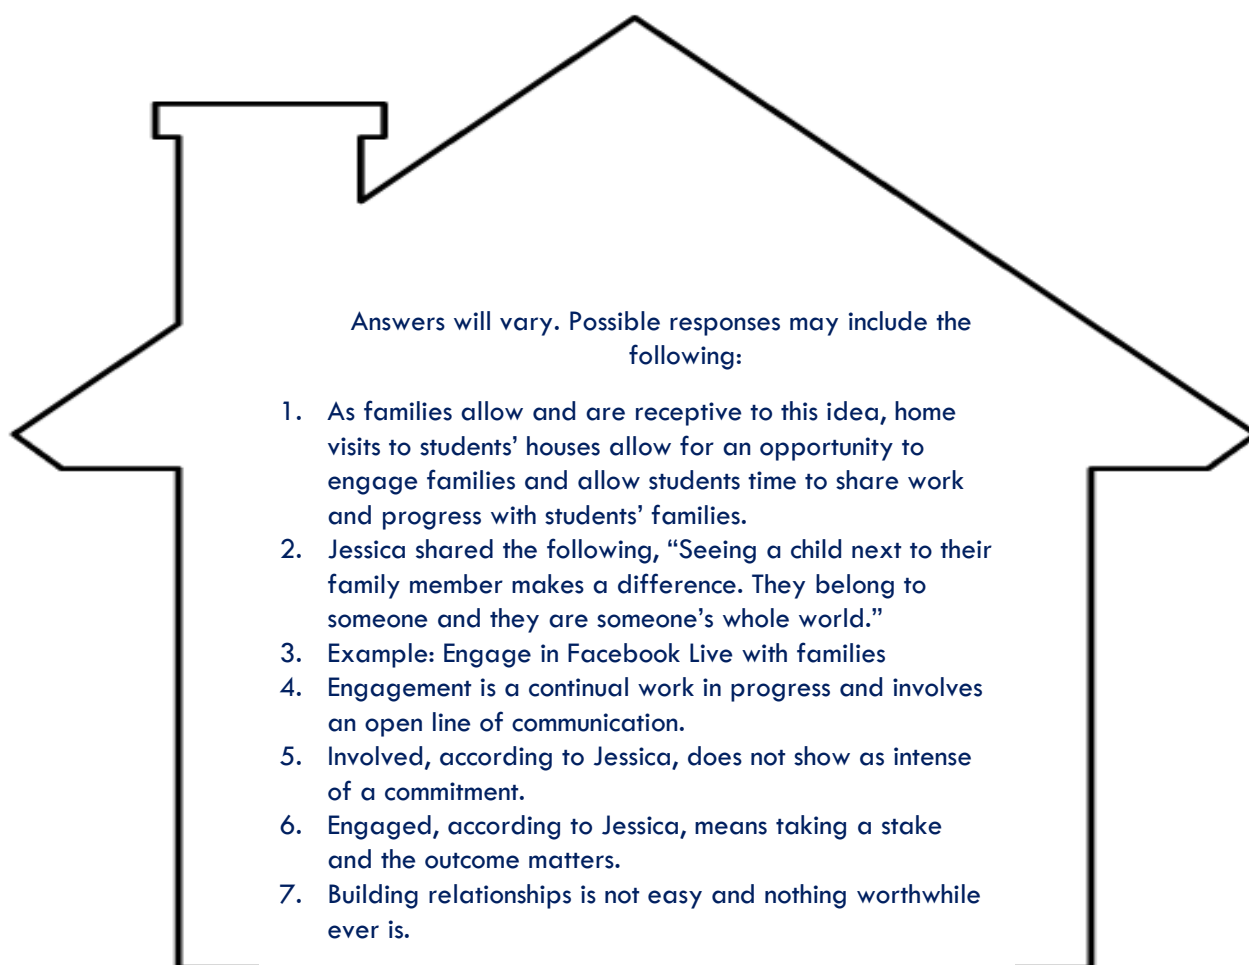 Answers will vary. Possible responses may include the
following:
1. As families allow and are receptive to this idea, home
visits to students’ houses allow for an opportunity to
engage families and allow students time to share work
and progress with students’ families.
2. Jessica shared the following, “Seeing a child next to their
family member makes a difference. They belong to
someone and they are someone’s whole world.”
3. Example: Engage in Facebook Live with families
4. Engagement is a continual work in progress and involves
an open line of communication.
5. Involved, according to Jessica, does not show as intense
of a commitment.
6. Engaged, according to Jessica, means taking a stake
and the outcome matters.
7. Building relationships is not easy and nothing worthwhile
ever is.